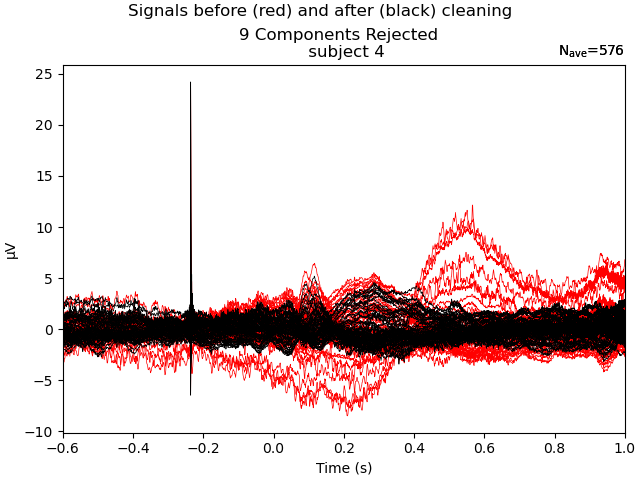 Signals before (red) and after (black) cleaning
9 Components Rejected
subject 4
Nave=576
25
20
15
10
5
0
−5
−10
μV
−0.6
−0.4
−0.2
0.0
0.2
0.4
0.6
0.8
1.0
Time (s)